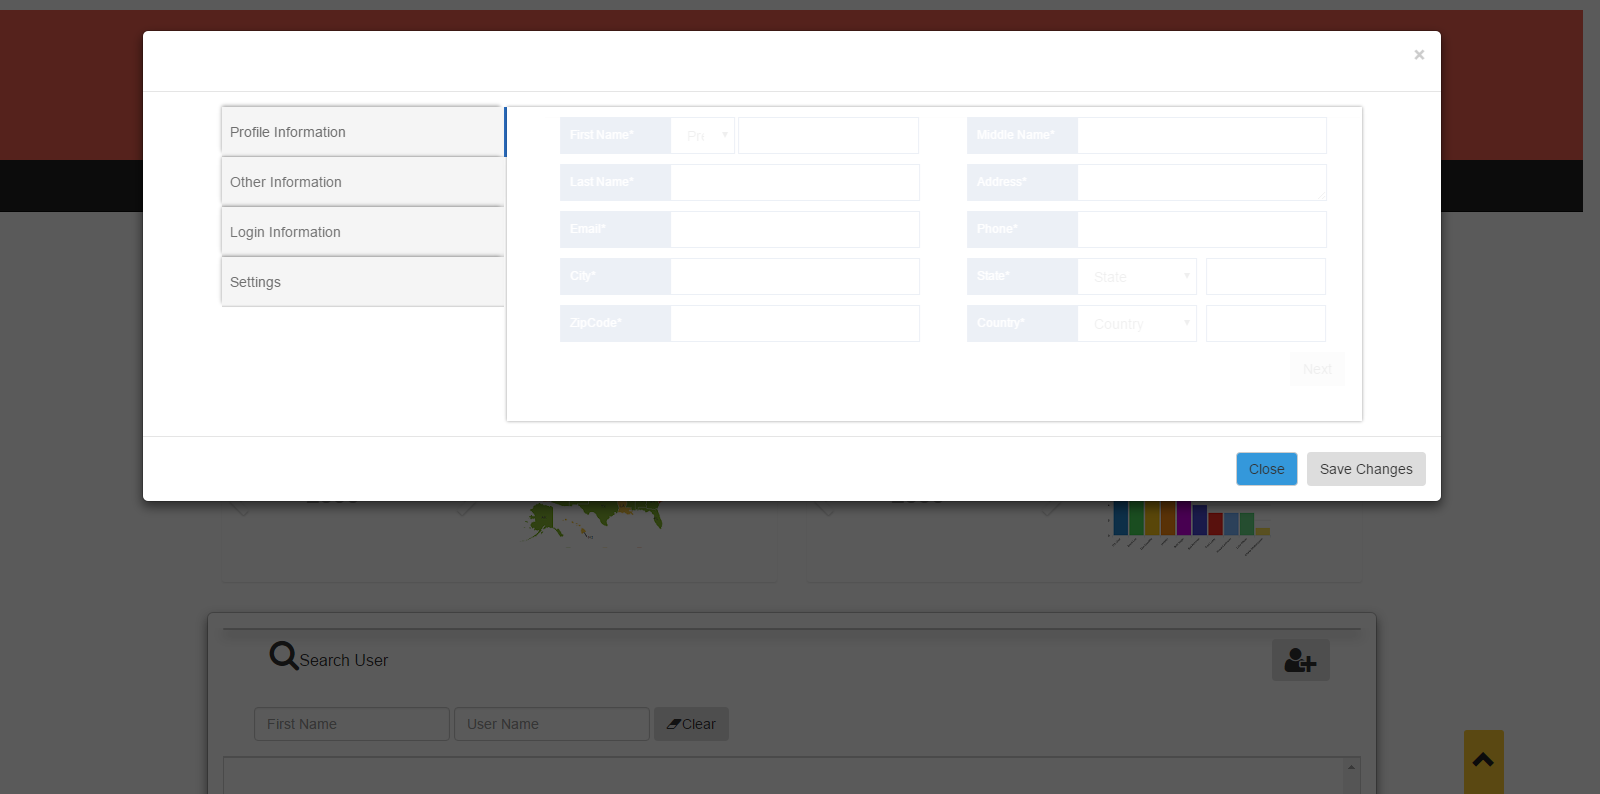 ×
Profile Information
Other Information
Login Information
Settings
First Name* Pre
Middle Name*
Last Name*
Address*
Email*
Phone*
City*
State* State
ZipCode*
Country* Country
Next
Close Save Changes
Search User
First Name User Name Clear